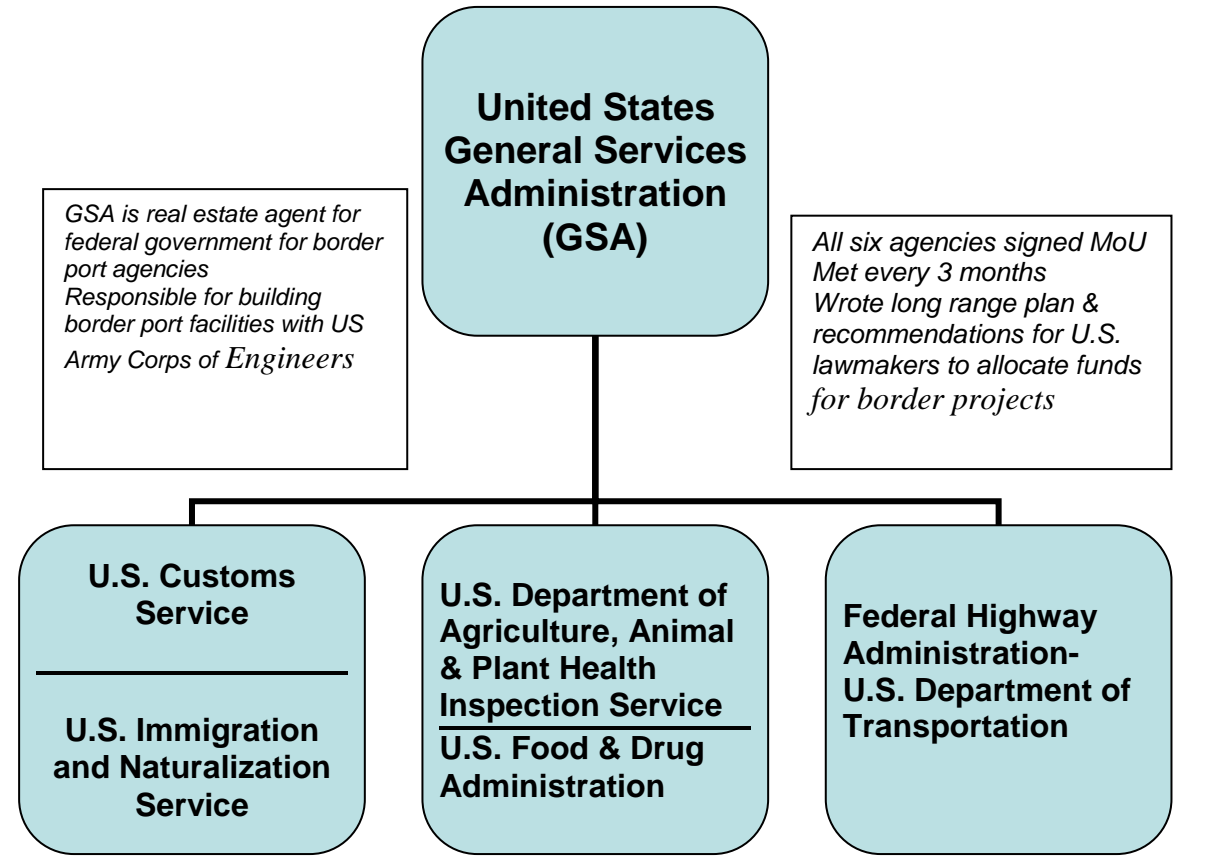 United States
General Services
Administration
(GSA)
GSA is real estate agent for
federal government for border
port agencies
Responsible for building
border port facilities with US
Army Corps of Engineers
All six agencies signed MoU
Met every 3 months
Wrote long range plan &
recommendations for U.S.
lawmakers to allocate funds
for border projects
U.S. Customs
Service
U.S. Immigration
and Naturalization
Service
U.S. Department of
Agriculture, Animal
& Plant Health
Inspection Service
U.S. Food & Drug
Administration
Federal Highway
Administration-
U.S. Department of
Transportation